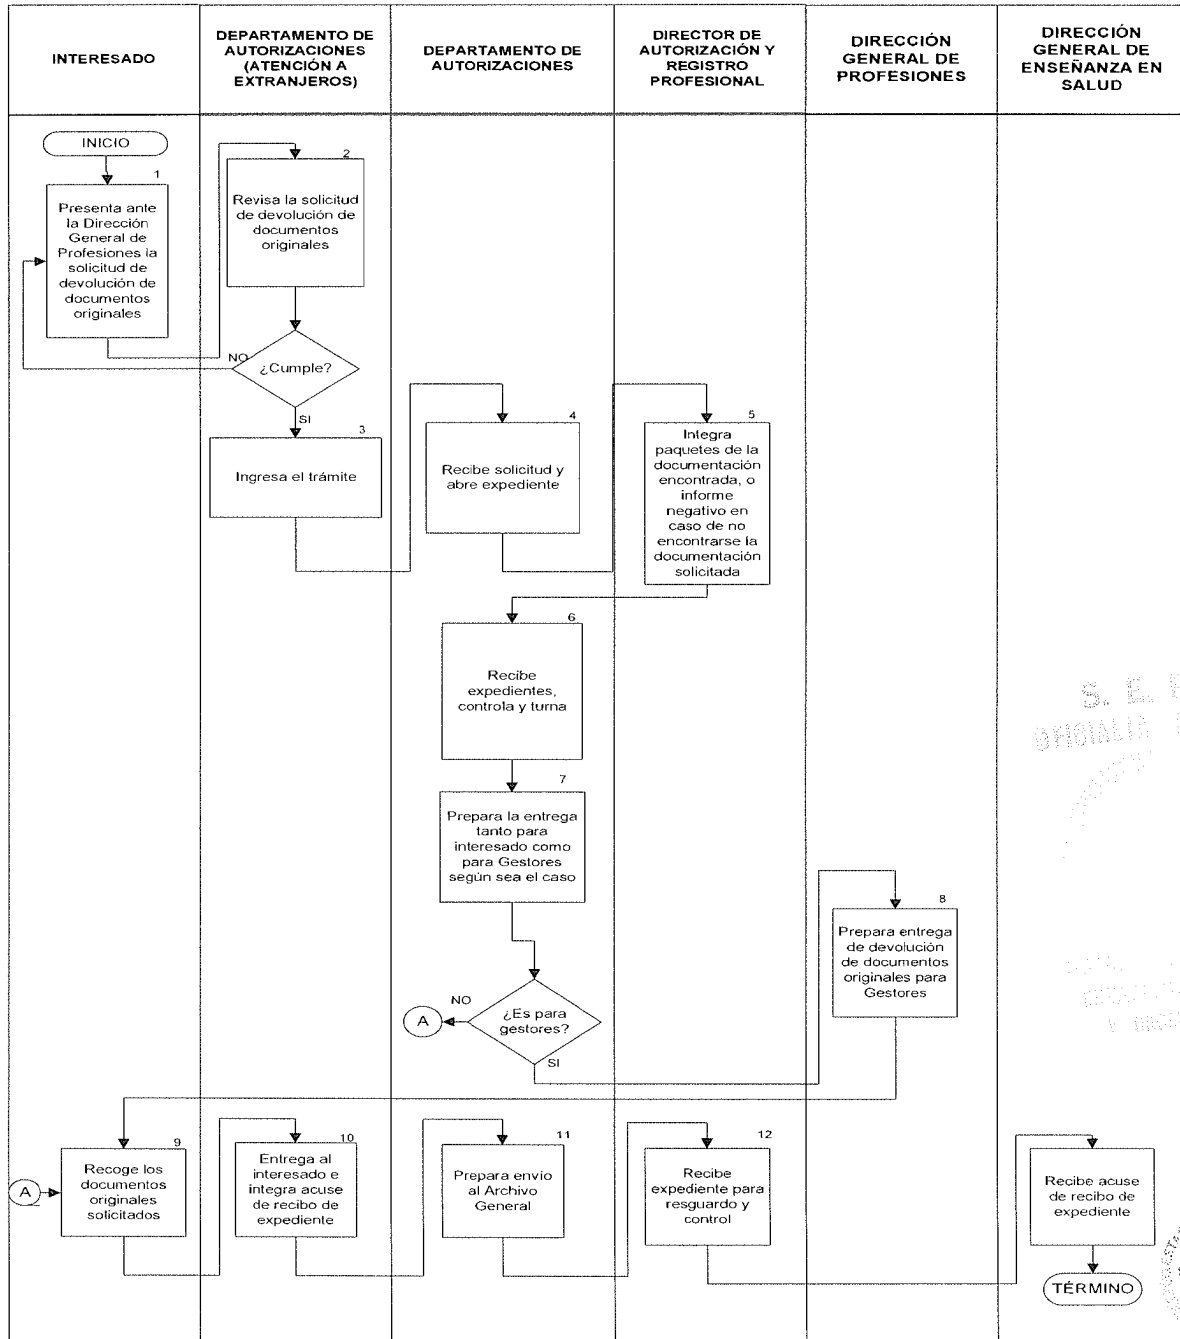 INTERESADO
DEPARTAMENTO DE
AUTORIZACIONES
(ATENCIÓN A
EXTRANJEROS)
DEPARTAMENTO DE
AUTORIZACIONES
DIRECTOR DE
AUTORIZACIÓN Y
REGISTRO
PROFESIONAL
DIRECCIÓN
GENERAL DE
PROFESIONES
DIRECCIÓN
GENERAL DE
ENSEÑANZA EN
SALUD
INICIO
1
Presenta ante
la Dirección
General de
Profesiones la
solicitud de
devolución de
documentos
originales
2
Revisa la solicitud
de devolución de
documentos
originales
¿Cumple?
NO
SI
3
Ingresa el trámite
4
Recibe solicitud y
abre expediente
5
Integra
paquetes de la
documentación
encontrada, o
informe
negativo en
caso de no
encontrarse la
documentación
solicitada
6
Recibe
expedientes,
controla y turna
7
Prepara la entrega
tanto para
interesado como
para Gestores
según sea el caso
¿Es para
gestores?
NO
A
SI
8
Prepara entrega
de devolución
de documentos
originales para
Gestores
A
9
Recoge los
documentos
originales
solicitados
10
Entrega al
interesado e
integra acuse
de recibo de
expediente
11
Prepara envío
al Archivo
General
12
Recibe
expediente para
resguardo y
control
Recibe acuse
de recibo de
expediente
TÉRMINO
S. E.
OFICIALIA